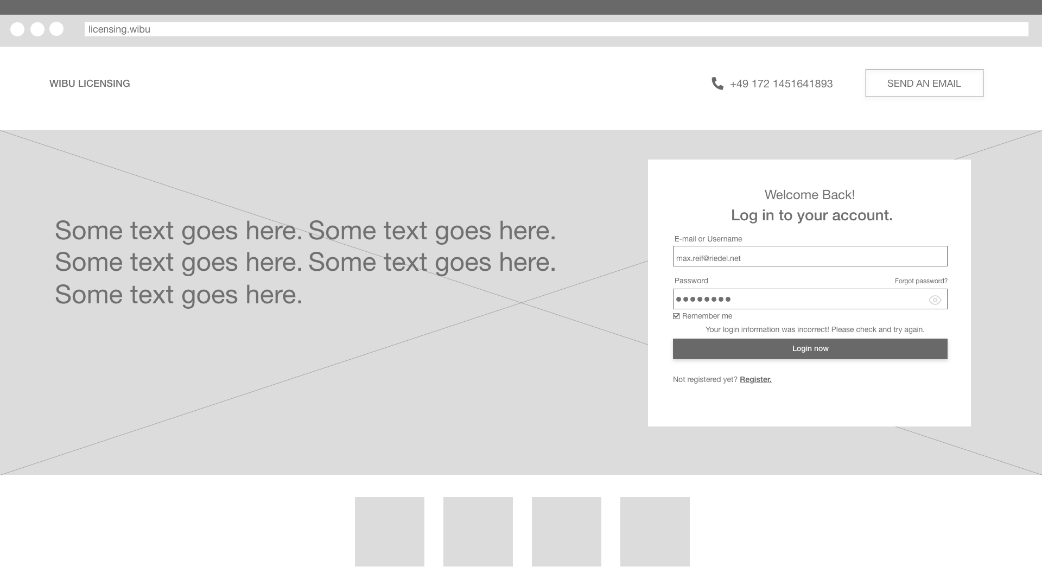 licensing.wibu
WIBU LICENSING
+49 172 1451641893
SEND AN EMAIL
Some text goes here. Some text goes here.
Some text goes here. Some text goes here.
Some text goes here.
Welcome Back!
Log in to your account.
E-mail or Username
max.reif@riedel.net
Password
Forgot password?
Remember me
Your login information was incorrect! Please check and try again.
Login now
Not registered yet? Register.